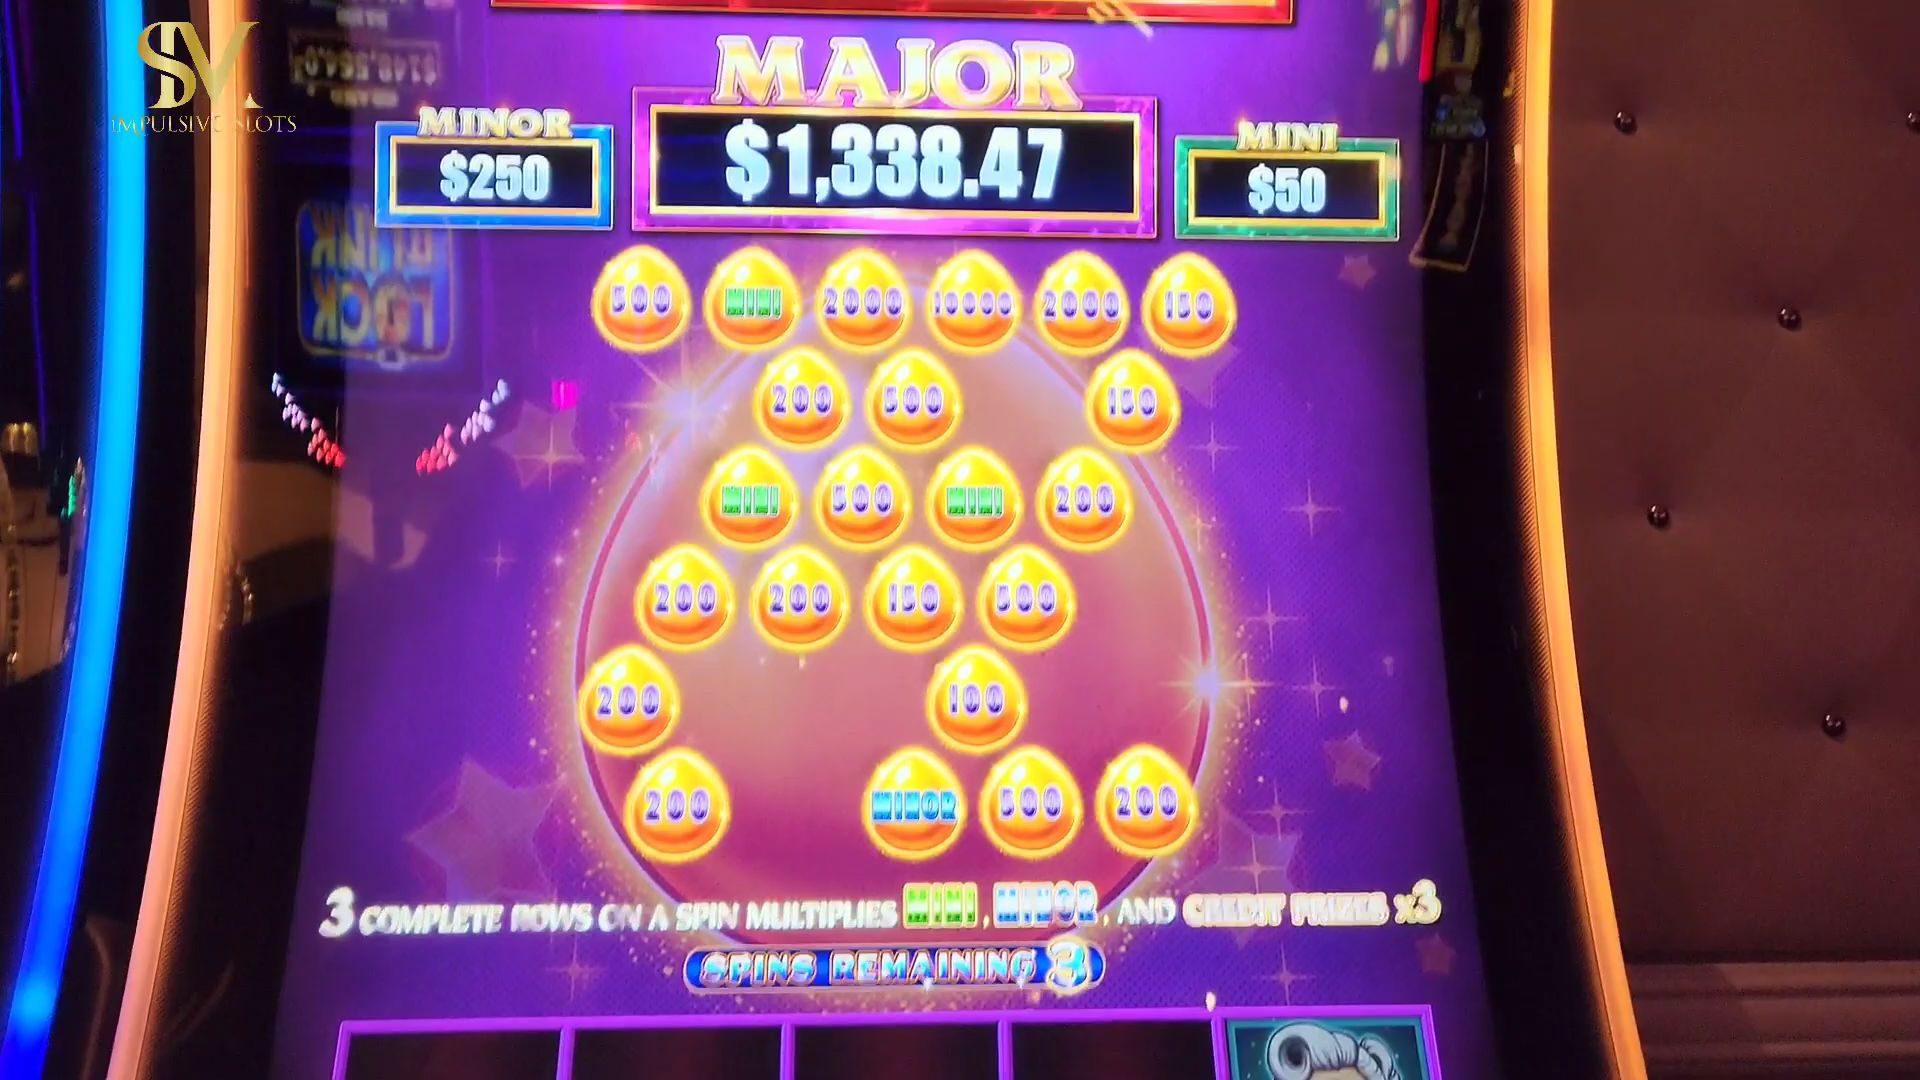 SV
IMPULSIVE SLOTS
MAJOR
MINOR
MINI
$250
$1,338.47
$50
500 MINI 2000 10000 2000 150
200 500 150
MINI 500 MINI 200
200 200 150 500
200 100
200 MINOR 500 200
3 COMPLETE ROWS ON A SPIN MULTIPLIES MINI, MINOR, AND CREDIT PRIZES x3
SPINS REMAINING 3